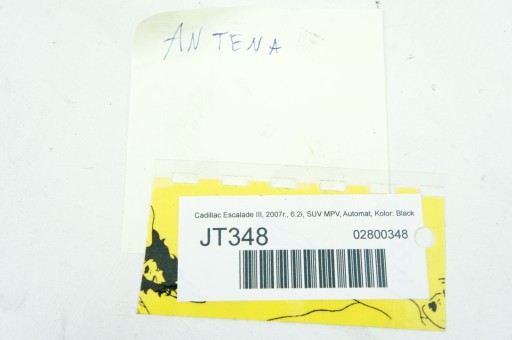 ANTENA
Cadillac Escalade III, 2007r., 6.2i, SUV MPV, Automat, Kolor: Black
JT348
02800348